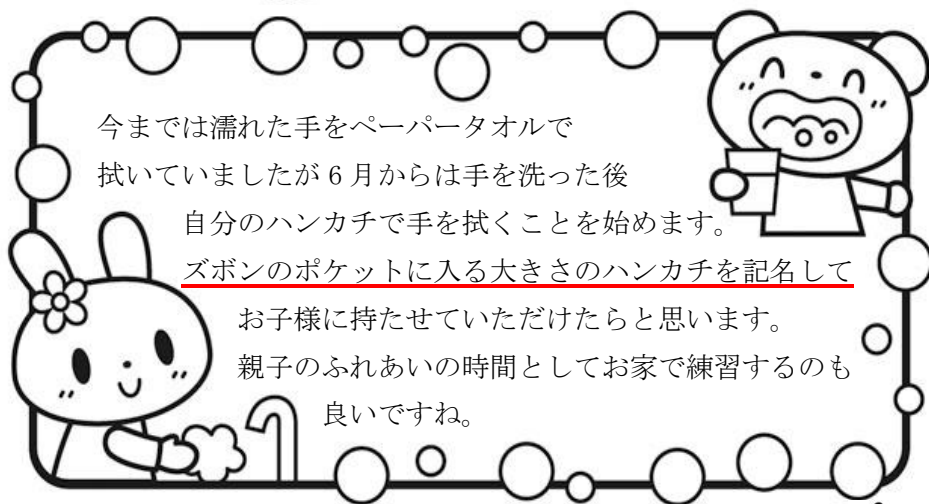 今までは濡れた手をペーパータオルで
拭いていましたが6月からは手を洗った後
自分のハンカチで手を拭くことを始めます。
ズボンのポケットに入る大きさのハンカチを記名して
お子様に持たせていただけたらと思います。
親子のふれあいの時間としてお家で練習するのも
良いですね。